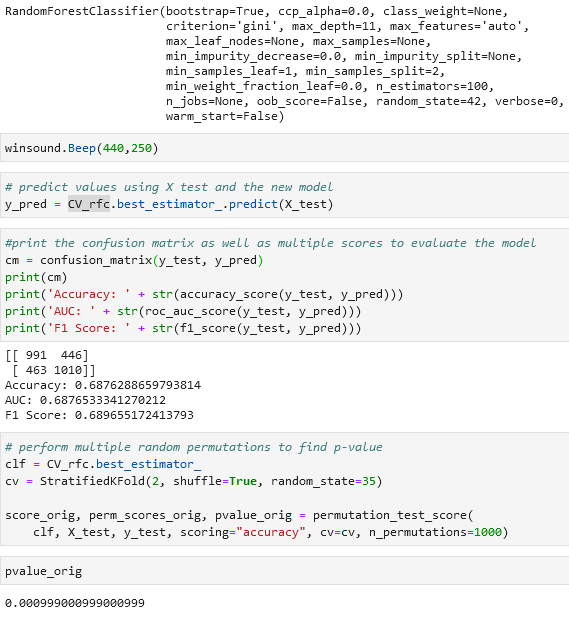 RandomForestClassifier(bootstrap=True, ccp_alpha=0.0, class_weight=None,
criterion='gini', max_depth=11, max_features='auto',
max_leaf_nodes=None, max_samples=None,
min_impurity_decrease=0.0, min_impurity_split=None,
min_samples_leaf=1, min_samples_split=2,
min_weight_fraction_leaf=0.0, n_estimators=100,
n_jobs=None, oob_score=False, random_state=42, verbose=0,
warm_start=False)
winsound.Beep(440,250)
# predict values using X test and the new model
y_pred = CV_rfc.best_estimator_.predict(X_test)
#print the confusion matrix as well as multiple scores to evaluate the model
cm = confusion_matrix(y_test, y_pred)
print(cm)
print('Accuracy: ' + str(accuracy_score(y_test, y_pred)))
print('AUC: ' + str(roc_auc_score(y_test, y_pred)))
print('F1 Score: ' + str(f1_score(y_test, y_pred)))
[[ 991  446]
 [ 463 1010]]
Accuracy: 0.6876288659793814
AUC: 0.6876533341270212
F1 Score: 0.689655172413793
# perform multiple random permutations to find p-value
clf = CV_rfc.best_estimator_
cv = StratifiedKFold(2, shuffle=True, random_state=35)
score_orig, perm_scores_orig, pvalue_orig = permutation_test_score(
    clf, X_test, y_test, scoring="accuracy", cv=cv, n_permutations=1000)
pvalue_orig
0.000999000999000999